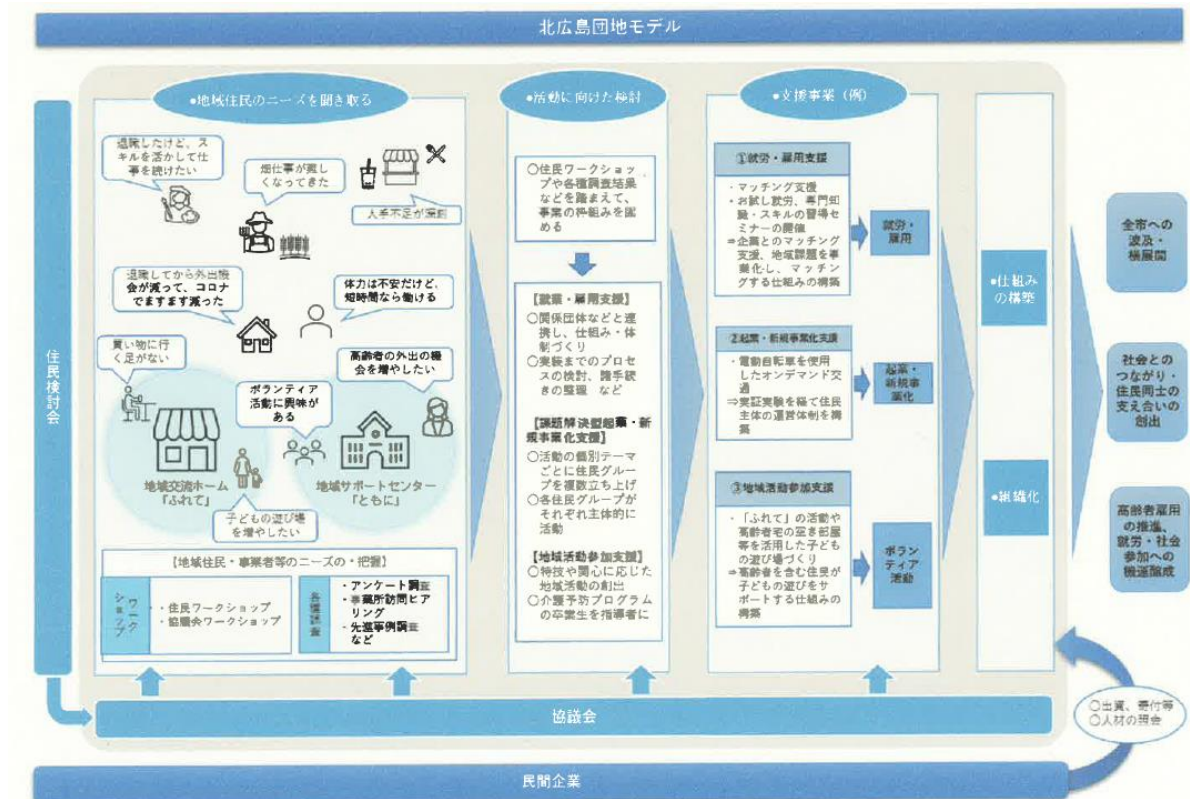 北広島団地モデル
住民検討会
●地域住民のニーズを聞き取る
退職したけど、ス
キルを活かして仕
事を続けたい
畑仕事が難し
くなってきた
人手不足が深刻
退職してから外出機
会が減って、コロナ
でますます減った
体力は不安だけど、
短時間なら働ける
買い物に行
く足がない
高齢者の外出の機
会を増やしたい
ボランティア
活動に興味が
ある
地域交流ホーム
「ふれて」
地域サポートセンター
「ともに」
子どもの遊び場
を増やしたい
【地域住民・事業者等のニーズの・把握】
ワーク
ショップ
・住民ワークショップ
・協議会ワークショップ
各種調査
・アンケート調査
・事業所訪問ヒア
リング
・先進事例調査
など
●活動に向けた検討
〇住民ワークショッ
プや各種調査結果
などを踏まえて、
事業の枠組みを固
める
【就業・雇用支援】
〇関係団体などと連
携し、仕組み・体
制づくり
〇実装までのプロセ
スの検討、諸手続
きの整理 など
【課題解決型起業・新
規事業化支援】
〇活動の個別テーマ
ごとに住民グルー
プを複数立ち上げ
〇各住民グループが
それぞれ主体的に
活動
【地域活動参加支援】
〇特技や関心に応じた
地域活動の創出
〇介護予防プログラム
の卒業生を指導者に
●支援事業（例）
①就労・雇用支援
・マッチング支援
・お試し就労、専門知
識・スキルの習得セ
ミナーの開催
⇒企業とのマッチング
支援、地域課題を事
業化し、マッチン
グする仕組みの構築
就労・
雇用
②起業・新規事業化支援
・電動自転車を使用
したオンデマンド交
通
⇒実証実験を経て住民
主体の運営体制を構
築
起業・
新規事
業化
③地域活動参加支援
・「ふれて」の活動や
高齢者宅の空き部屋
等を活用した子ども
の遊び場づくり
⇒高齢者を含む住民が
子どもの遊びをサ
ポートする仕組みの
構築
ボラン
ティア
活動
●仕組み
の構築
●組織化
全市への
波及・
横展開
社会との
つながり・
住民同士の
支え合いの
創出
高齢者雇用
の推進、
就労・社会
参加への
機運醸成
協議会
〇出資、寄付等
〇人材の照会
民間企業